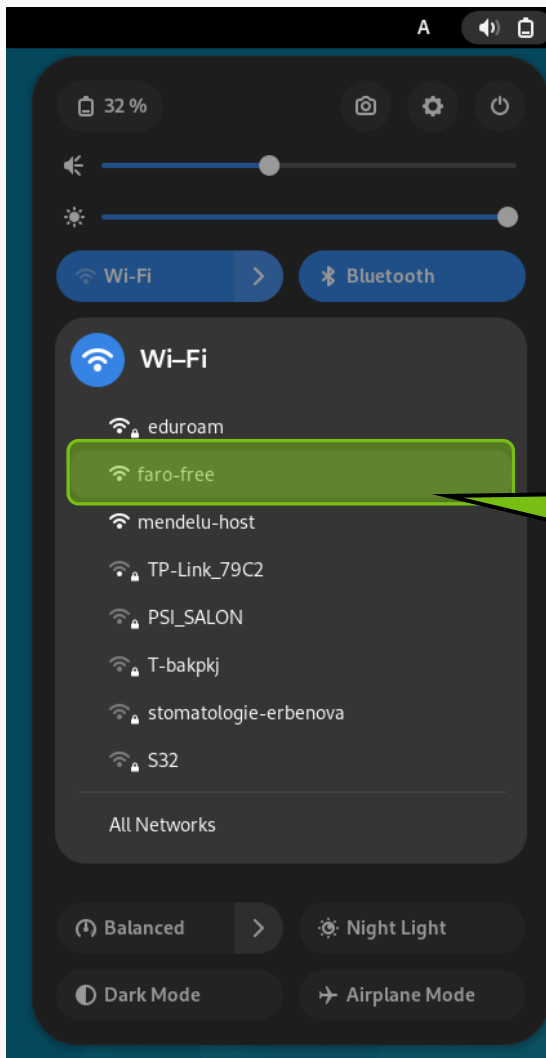 A
32 %
Wi-Fi
Bluetooth
Wi–Fi
eduroam
faro-free
mendelu-host
TP-Link_79C2
PSI_SALON
T-bakpkj
stomatologie-erbenova
S32
All Networks
Balanced
Night Light
Dark Mode
Airplane Mode